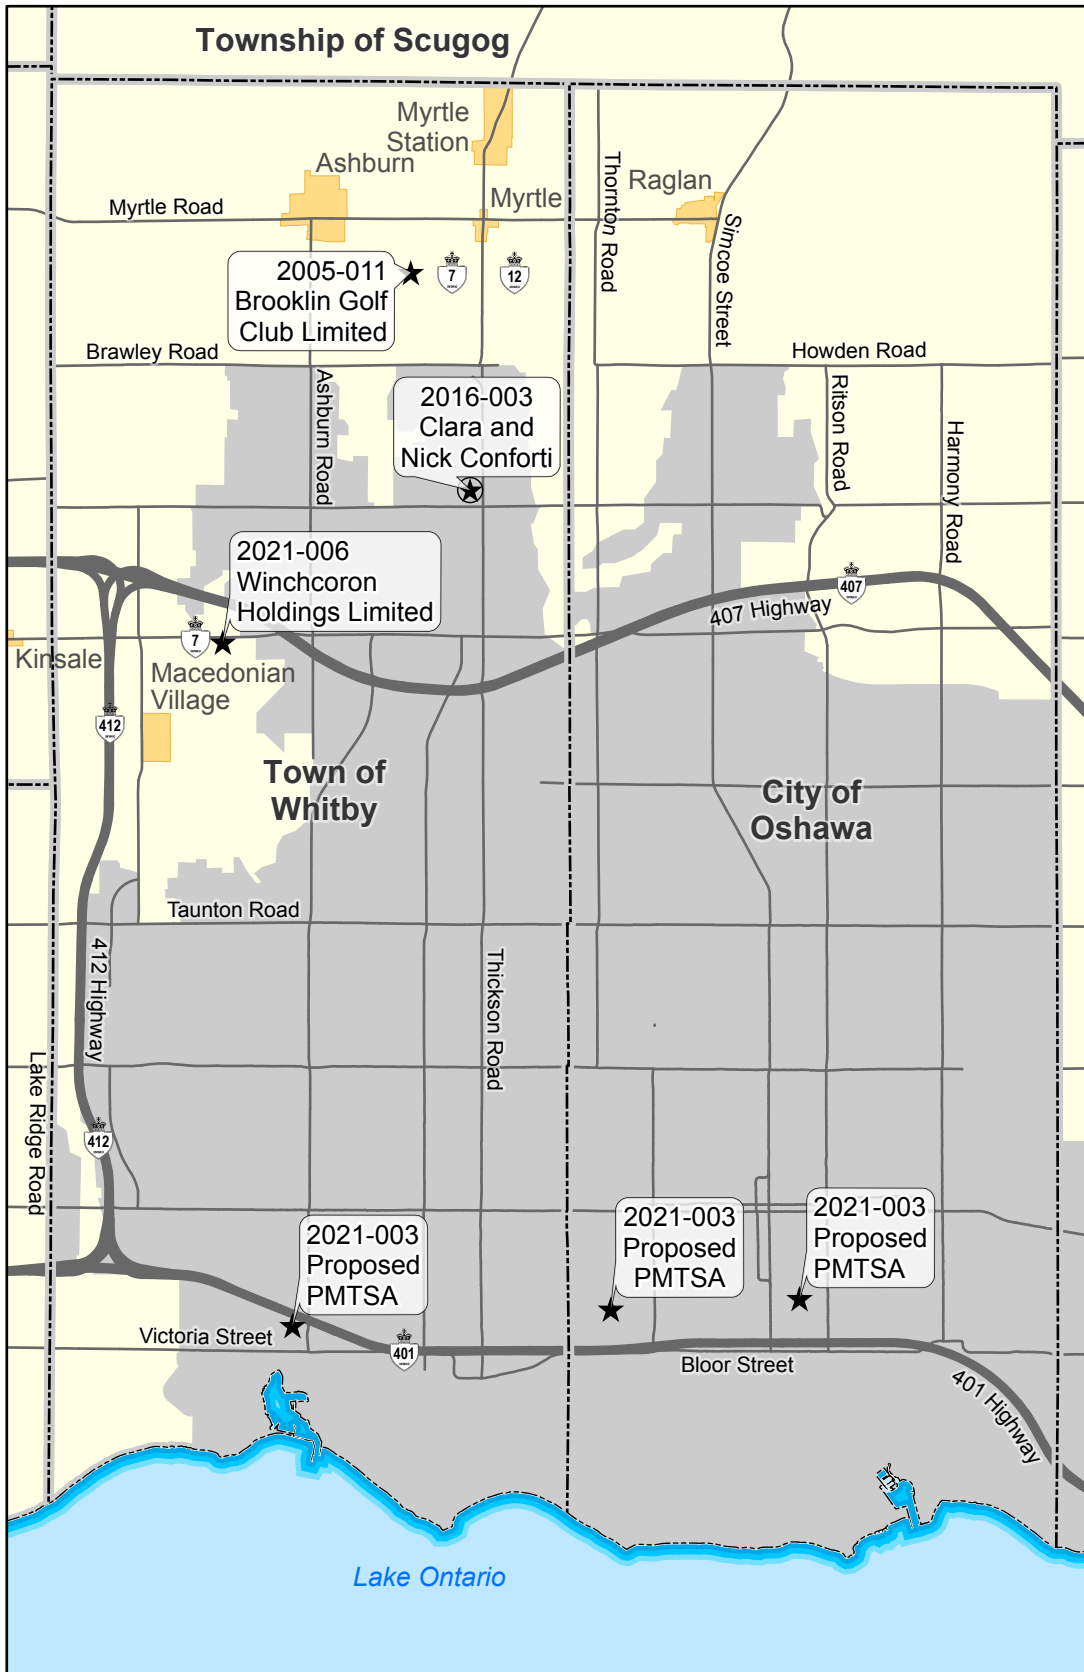 Township of Scugog
Myrtle
Station
Ashburn
Myrtle
Raglan
Thornton Road
Simcoe Street
Myrtle Road
2005-011
Brooklin Golf
Club Limited
7
12
Brawley Road
Howden Road
Ashburn Road
2016-003
Clara and
Nick Conforti
Ritson Road
Harmony Road
2021-006
Winchcoron
Holdings Limited
407
407 Highway
7
Kinsale
Macedonian
Village
412
Town of
Whitby
City of
Oshawa
Taunton Road
412 Highway
Thickson Road
Lake Ridge Road
412
2021-003
Proposed
PMTSA
2021-003
Proposed
PMTSA
2021-003
Proposed
PMTSA
Victoria Street
401
Bloor Street
401 Highway
Lake Ontario